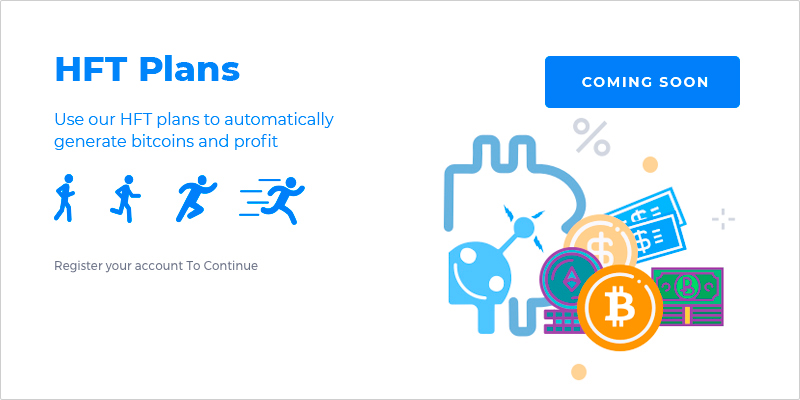 HFT Plans
COMING SOON
Use our HFT plans to automatically
generate bitcoins and profit
Register your account To Continue